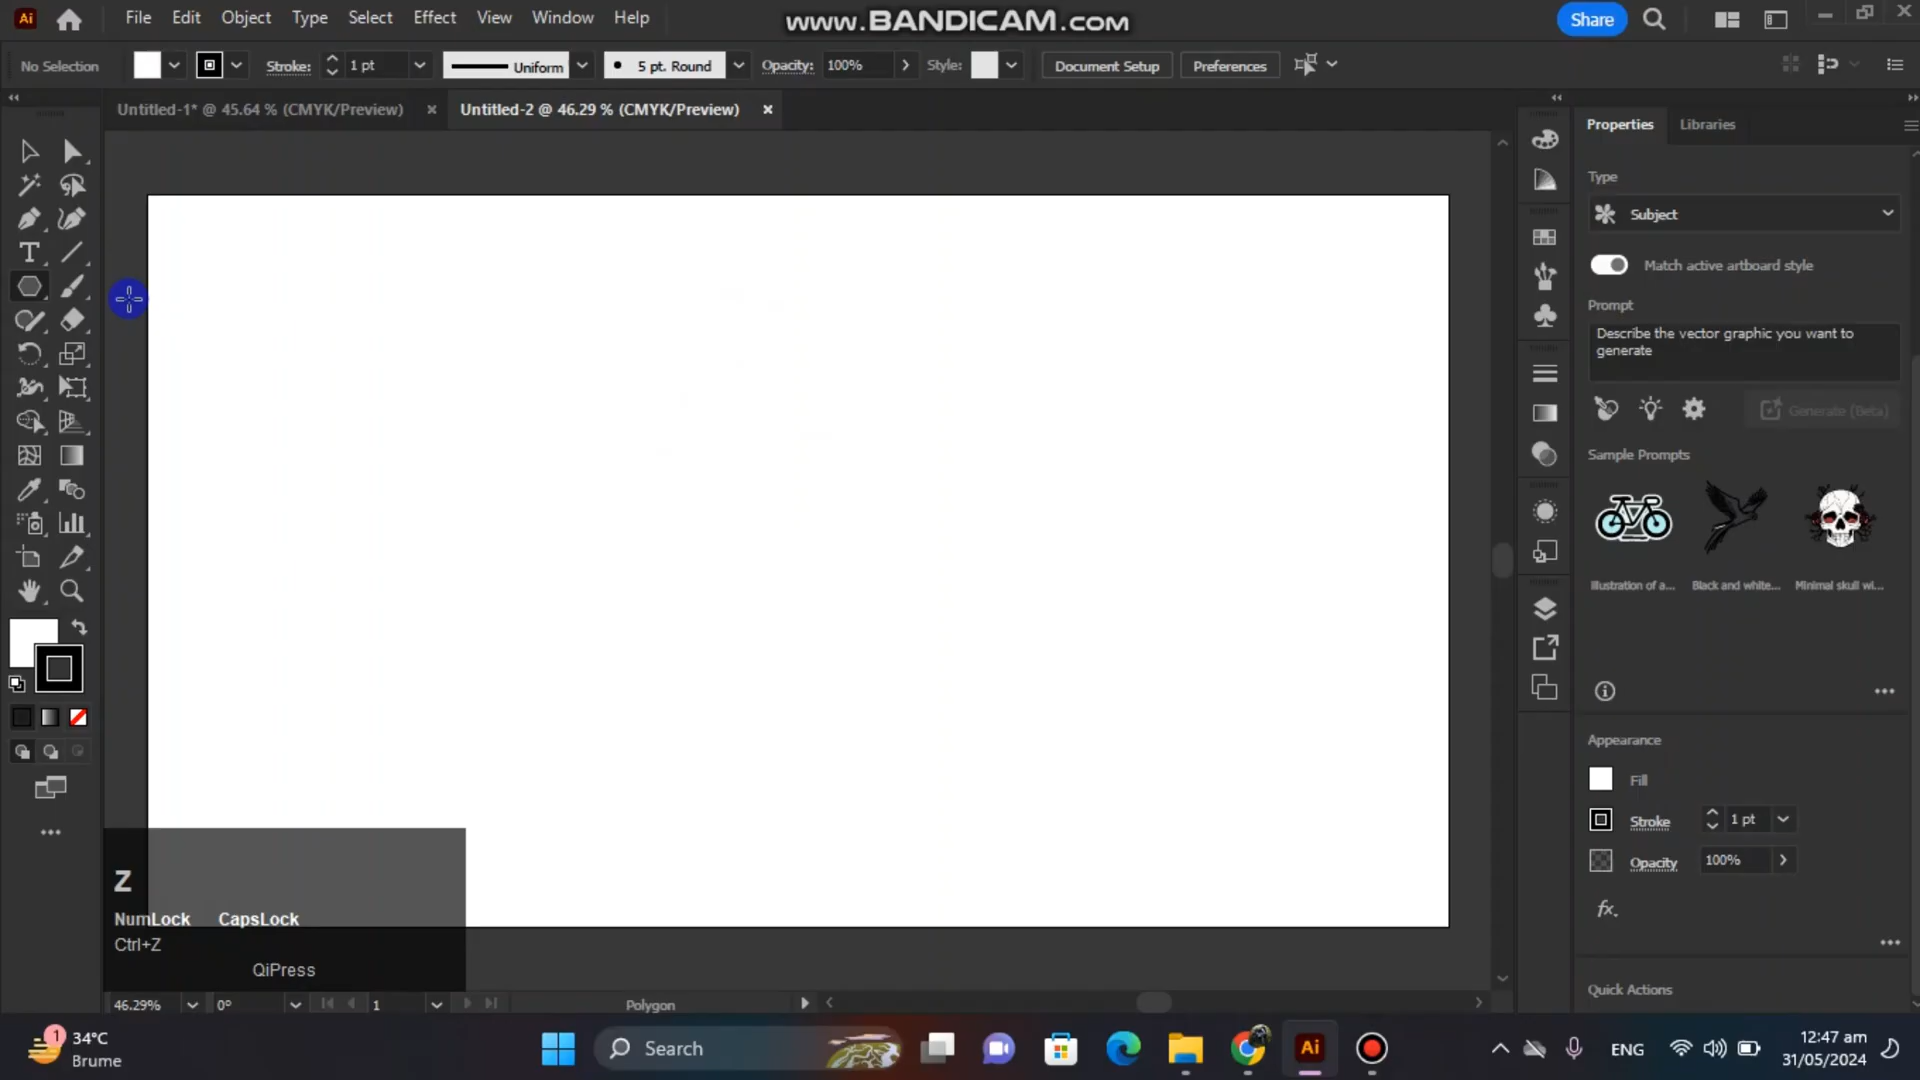 Ai File Edit Object Type Select Effect View Window Help www.BANDICAM.com Share
No Selection Stroke: 1 pt Uniform 5 pt. Round Opacity: 100% Style: Document Setup Preferences
Untitled-1* @ 45.64 % (CMYK/Preview) × Untitled-2 @ 46.29 % (CMYK/Preview) ×
Properties Libraries
Type
Subject
Match active artboard style
Prompt
Describe the vector graphic you want to
generate
Generate (Beta)
Sample Prompts
Illustration of a... Black and white... Minimal skull wi...
Appearance
Fill
Stroke 1 pt
Opacity 100%
fx.
Quick Actions
Z
NumLock CapsLock
Ctrl+Z
QiPress
46.29% 0° 1 Polygon
1 34°C
Brume
Search
Ai
ENG
12:47 am
31/05/2024